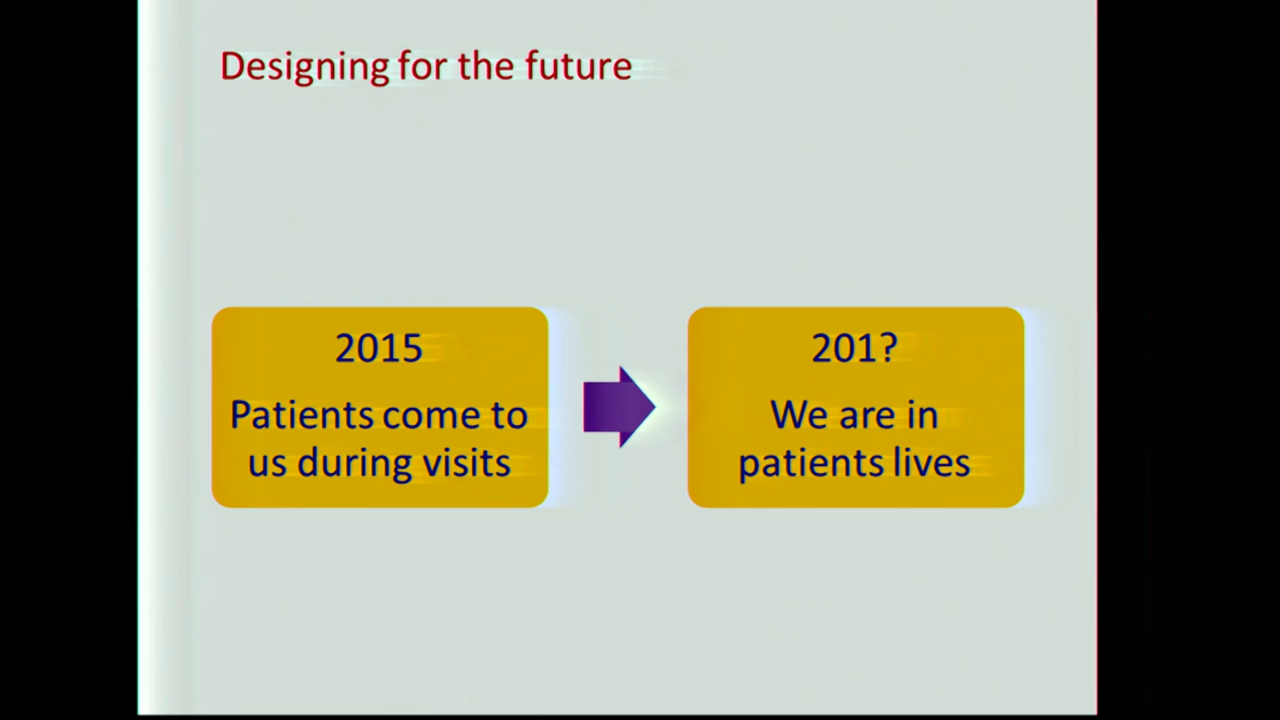 Designing for the future
2015
Patients come to
us during visits
201?
We are in
patients lives